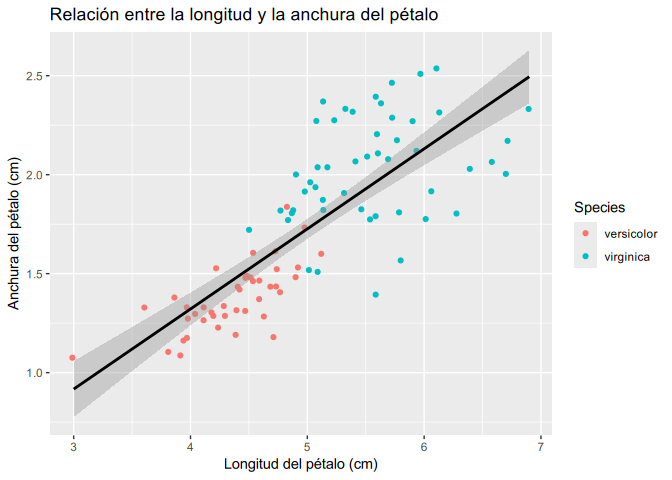 Relación entre la longitud y la anchura del pétalo
Anchura del pétalo (cm)
2.5
2.0
1.5
1.0
3
4
5
6
7
Longitud del pétalo (cm)
Species
versicolor
virginica